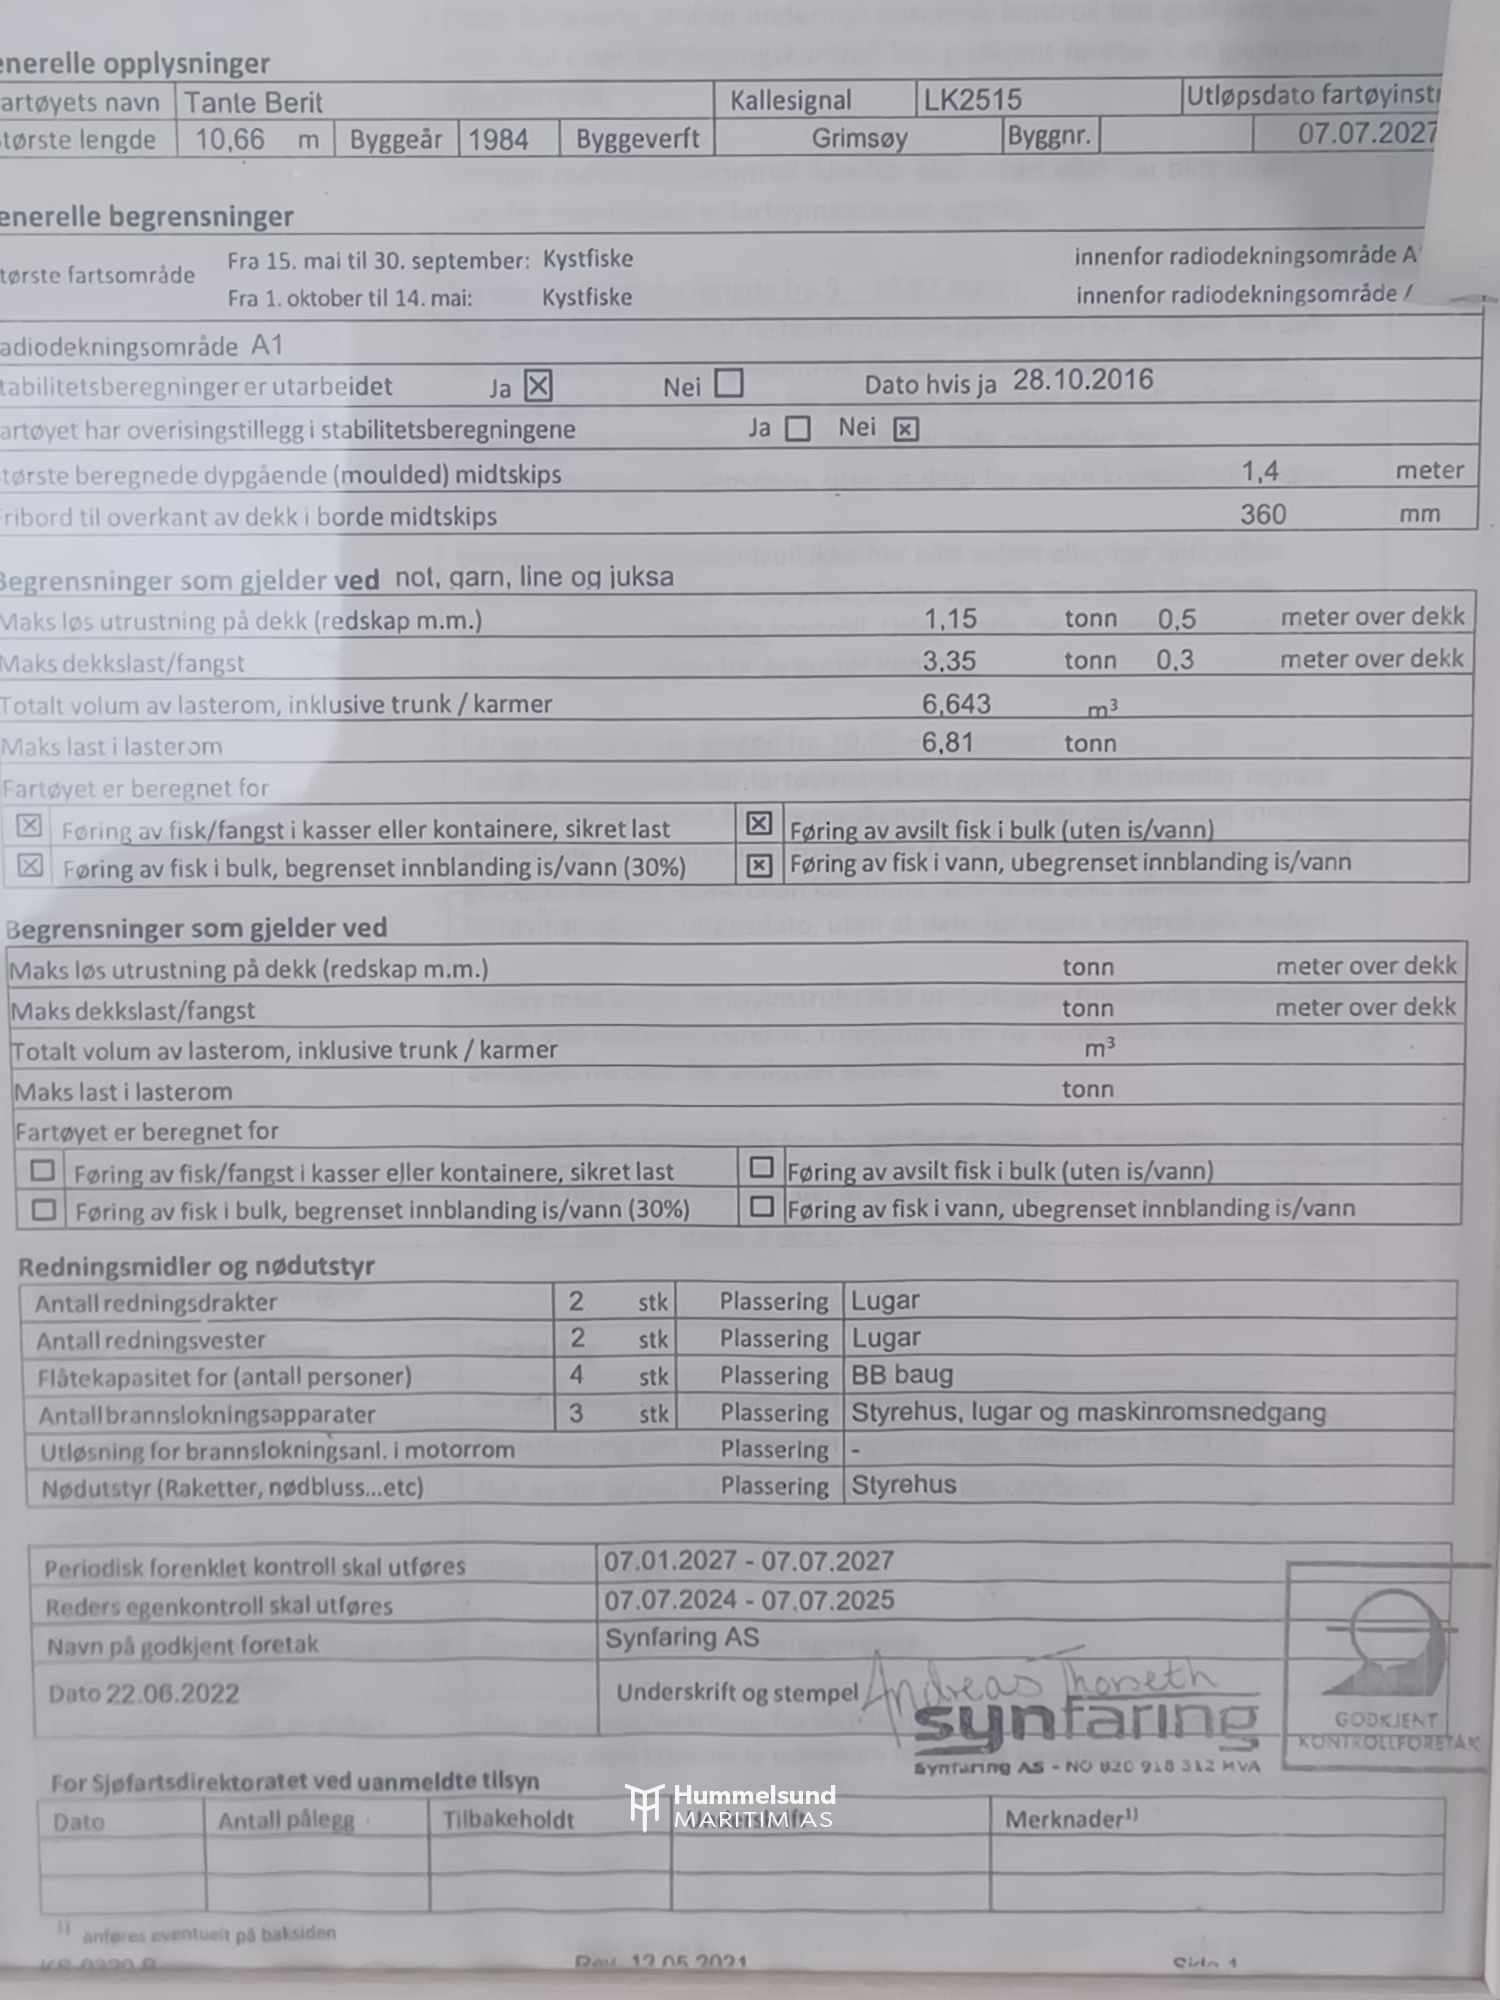 enerelle opplysninger
artøyets navn Tante Berit Kallesignal LK2515 Utløpsdato fartøyinstr
tørste lengde 10,66 m Byggeår 1984 Byggeverft Grimsøy Byggnr. 07.07.2027
enerelle begrensninger
tørste fartsområde Fra 15. mai til 30. september: Kystfiske innenfor radiodekningsområde A
Fra 1. oktober til 14. mai: Kystfiske innenfor radiodekningsområde
adiodekningsområde A1
tabilitetsberegninger er utarbeidet Ja ☒ Nei ☐ Dato hvis ja 28.10.2016
artøyet har overisingstillegg i stabilitetsberegningene Ja ☐ Nei ☒
tørste beregnede dypgående (moulded) midtskips 1,4 meter
ribord til overkant av dekk i borde midtskips 360 mm
Begrensninger som gjelder ved not, garn, line og juksa
Maks løs utrustning på dekk (redskap m.m.) 1,15 tonn 0,5 meter over dekk
Maks dekkslast/fangst 3,35 tonn 0,3 meter over dekk
Totalt volum av lasterom, inklusive trunk / karmer 6,643 m³
Maks last i lasterom 6,81 tonn
Fartøyet er beregnet for
☒ Føring av fisk/fangst i kasser eller kontainere, sikret last ☒ Føring av avsilt fisk i bulk (uten is/vann)
☒ Føring av fisk i bulk, begrenset innblanding is/vann (30%) ☒ Føring av fisk i vann, ubegrenset innblanding is/vann
Begrensninger som gjelder ved
Maks løs utrustning på dekk (redskap m.m.) tonn meter over dekk
Maks dekkslast/fangst tonn meter over dekk
Totalt volum av lasterom, inklusive trunk / karmer m³
Maks last i lasterom tonn
Fartøyet er beregnet for
☐ Føring av fisk/fangst i kasser eller kontainere, sikret last ☐ Føring av avsilt fisk i bulk (uten is/vann)
☐ Føring av fisk i bulk, begrenset innblanding is/vann (30%) ☐ Føring av fisk i vann, ubegrenset innblanding is/vann
Redningsmidler og nødutstyr
Antall redningsdrakter 2 stk Plassering Lugar
Antall redningsvester 2 stk Plassering Lugar
Flåtekapasitet for (antall personer) 4 stk Plassering BB baug
Antall brannslokningsapparater 3 stk Plassering Styrehus, lugar og maskinromsnedgang
Utløsning for brannslokningsanl. i motorrom Plassering -
Nødutstyr (Raketter, nødbluss...etc) Plassering Styrehus
Periodisk forenklet kontroll skal utføres 07.01.2027 - 07.07.2027
Reders egenkontroll skal utføres 07.07.2024 - 07.07.2025
Navn på godkjent foretak Synfaring AS
Dato 22.06.2022 Underskrift og stempel Andreas Thorseth
synfaring
Synfaring AS - NO 820 918 312 MVA
GODKJENT
KONTROLLFORETAK
For Sjøfartsdirektoratet ved uanmeldte tilsyn
Dato Antall pålegg Tilbakeholdt Merknader¹⁾
Hummelsund
MARITIM AS
¹⁾ anføres eventuelt på baksiden
Rev. 12.05.2021 Side 1